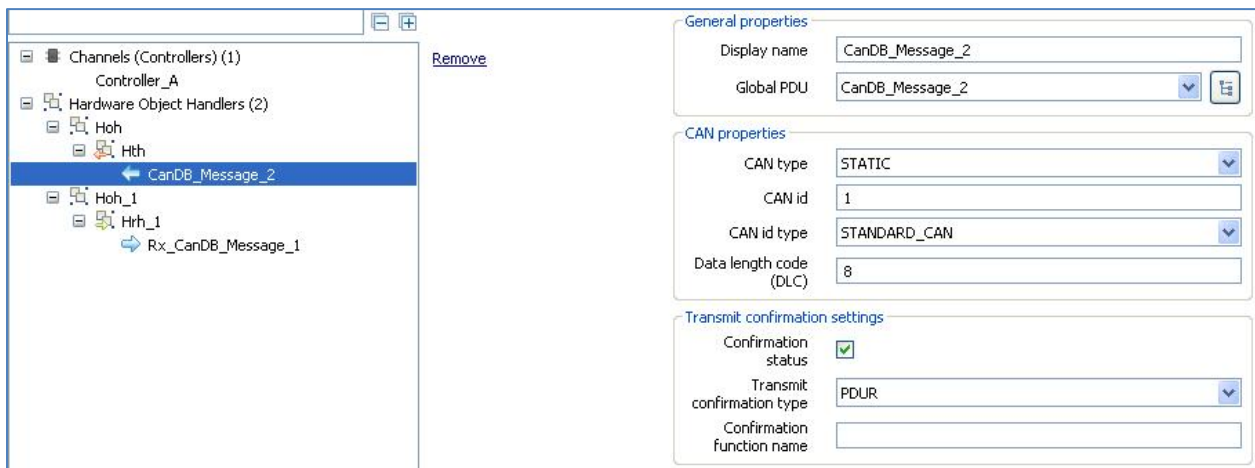 Channels (Controllers) (1)
Controller_A
Hardware Object Handlers (2)
Hoh
Hth
CanDB_Message_2
Hoh_1
Hrh_1
Rx_CanDB_Message_1
Remove
General properties
Display name CanDB_Message_2
Global PDU CanDB_Message_2
CAN properties
CAN type STATIC
CAN id 1
CAN id type STANDARD_CAN
Data length code
(DLC) 8
Transmit confirmation settings
Confirmation
status
Transmit
confirmation type PDUR
Confirmation
function name